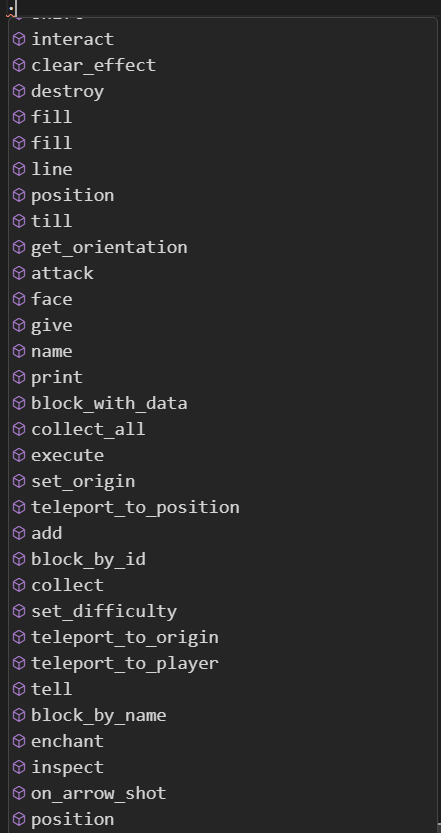 .
interact
clear_effect
destroy
fill
fill
line
position
till
get_orientation
attack
face
give
name
print
block_with_data
collect_all
execute
set_origin
teleport_to_position
add
block_by_id
collect
set_difficulty
teleport_to_origin
teleport_to_player
tell
block_by_name
enchant
inspect
on_arrow_shot
position